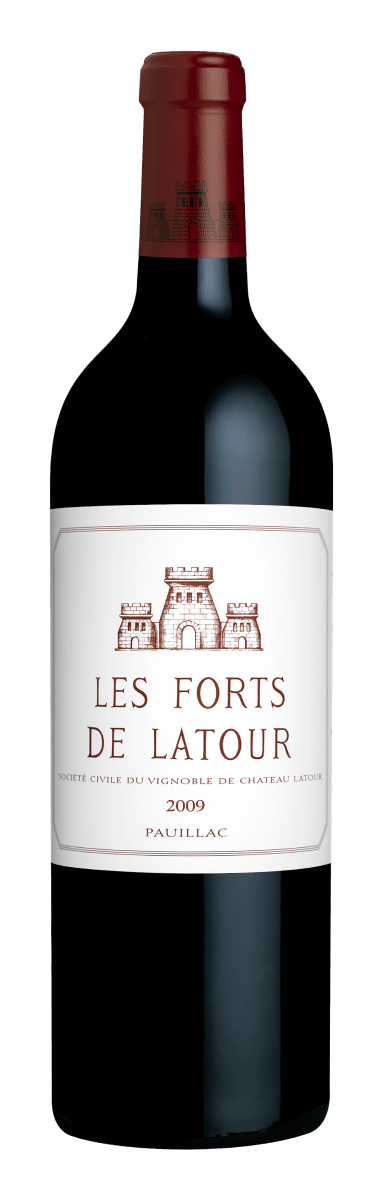 LES FORTS
DE LATOUR
SOCIÉTÉ CIVILE DU VIGNOBLE DE CHATEAU LATOUR
2009
PAUILLAC